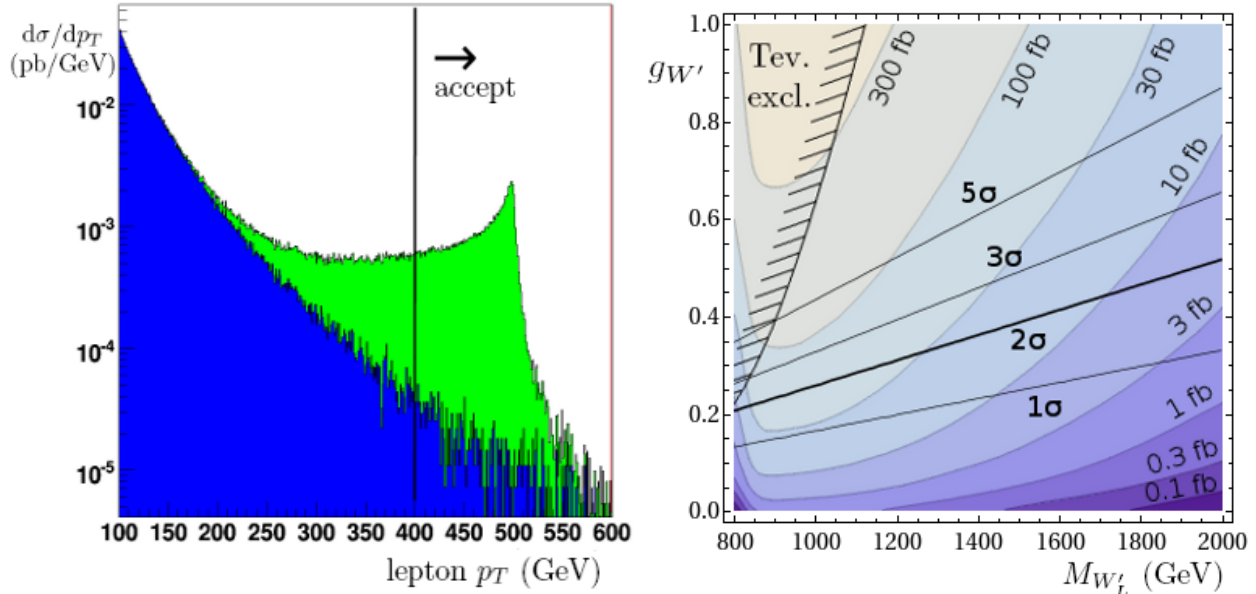 dσ/dp_T
(pb/GeV)
→
accept
10⁻²
10⁻³
10⁻⁴
10⁻⁵
100 150 200 250 300 350 400 450 500 550 600
lepton p_T (GeV)
g_W′
1.0
0.8
0.6
0.4
0.2
0.0
Tev.
excl.
300 fb
100 fb
30 fb
10 fb
3 fb
1 fb
0.3 fb
0.1 fb
5σ
3σ
2σ
1σ
800 1000 1200 1400 1600 1800 2000
M_W′_L (GeV)